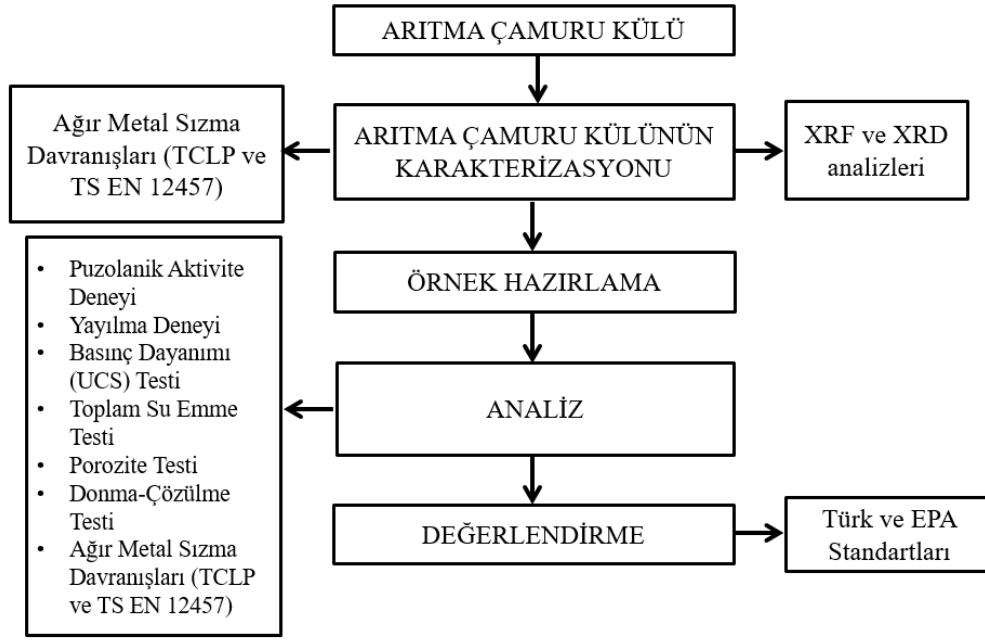 ARITMA ÇAMURU KÜLÜ
Ağır Metal Sızma
Davranışları (TCLP ve
TS EN 12457)
ARITMA ÇAMURU KÜLÜNÜN
KARAKTERİZASYONU
XRF ve XRD
analizleri
ÖRNEK HAZIRLAMA
• Puzolanik Aktivite
Deneyi
• Yayılma Deneyi
• Basınç Dayanımı
(UCS) Testi
• Toplam Su Emme
Testi
• Porozite Testi
• Donma-Çözülme
Testi
• Ağır Metal Sızma
Davranışları (TCLP
ve TS EN 12457)
ANALİZ
DEĞERLENDİRME
Türk ve EPA
Standartları